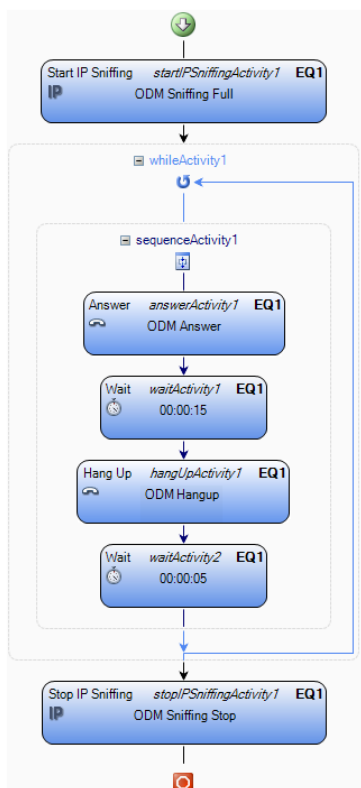 Start IP Sniffing startIPSniffingActivity1 EQ1
IP ODM Sniffing Full
whileActivity1
sequenceActivity1
Answer answerActivity1 EQ1
ODM Answer
Wait waitActivity1 EQ1
00:00:15
Hang Up hangUpActivity1 EQ1
ODM Hangup
Wait waitActivity2 EQ1
00:00:05
Stop IP Sniffing stopIPSniffingActivity1 EQ1
IP ODM Sniffing Stop